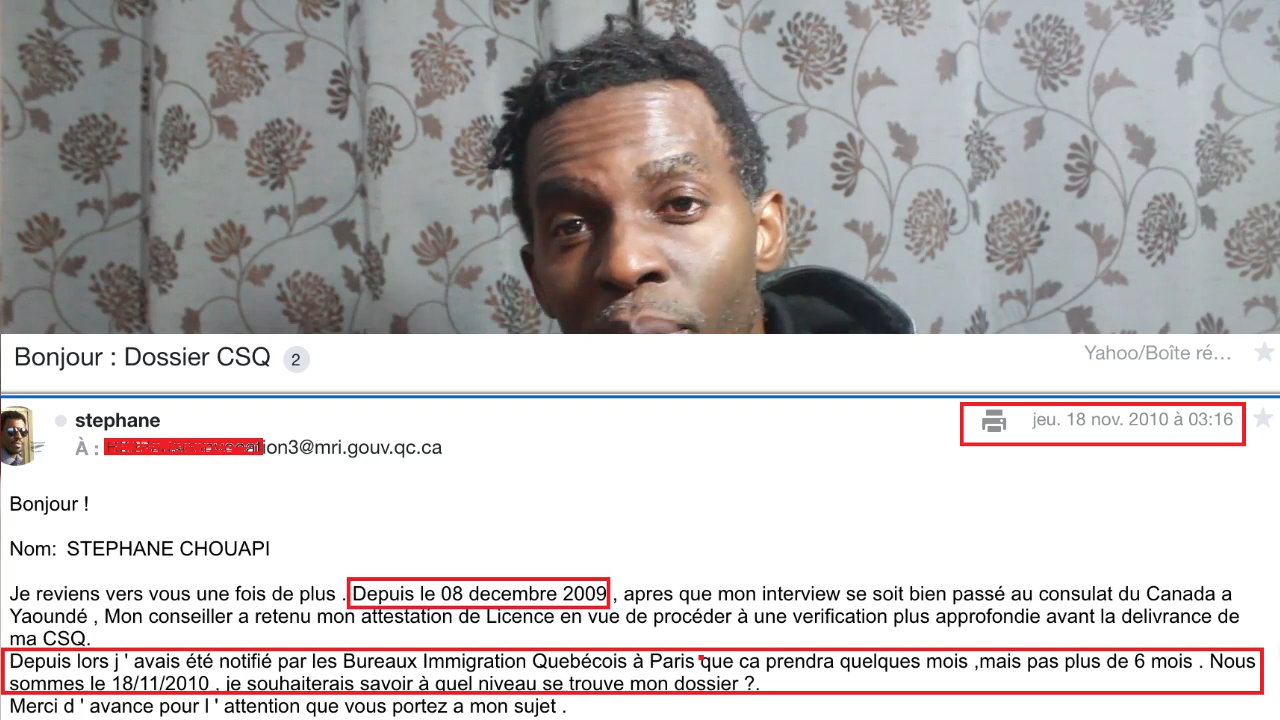 Bonjour : Dossier CSQ 2
Yahoo/Boîte ré…
stephane
jeu. 18 nov. 2010 à 03:16
À : ion3@mri.gouv.qc.ca
Bonjour !
Nom: STEPHANE CHOUAPI
Je reviens vers vous une fois de plus . Depuis le 08 decembre 2009 , apres que mon interview se soit bien passé au consulat du Canada a
Yaoundé , Mon conseiller a retenu mon attestation de Licence en vue de procéder à une verification plus approfondie avant la delivrance de
ma CSQ.
Depuis lors j ' avais été notifié par les Bureaux Immigration Quebécois à Paris que ca prendra quelques mois ,mais pas plus de 6 mois . Nous
sommes le 18/11/2010 , je souhaiterais savoir à quel niveau se trouve mon dossier ?.
Merci d ' avance pour l ' attention que vous portez a mon sujet .